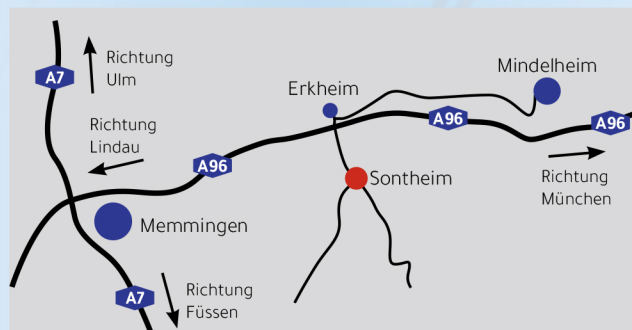 A7
Richtung
Ulm
Richtung
Lindau
A96
Memmingen
A7
Richtung
Füssen
Erkheim
Mindelheim
A96
A96
Sontheim
Richtung
München